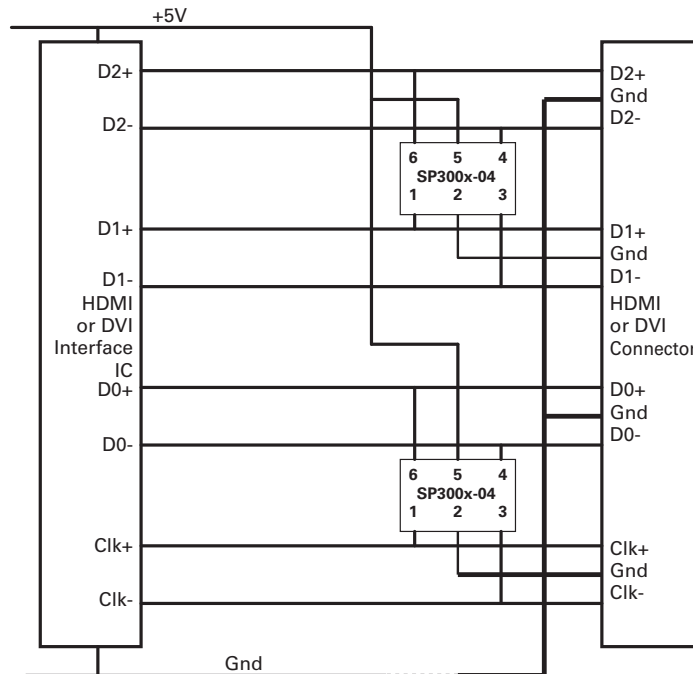 +5V
D2+
D2-
D1+
D1-
HDMI
or DVI
Interface
IC
D0+
D0-
Clk+
Clk-
Gnd
6 5 4
SP300x-04
1 2 3
6 5 4
SP300x-04
1 2 3
D2+
Gnd
D2-
D1+
Gnd
D1-
HDMI
or DVI
Connector
D0+
Gnd
D0-
Clk+
Gnd
Clk-